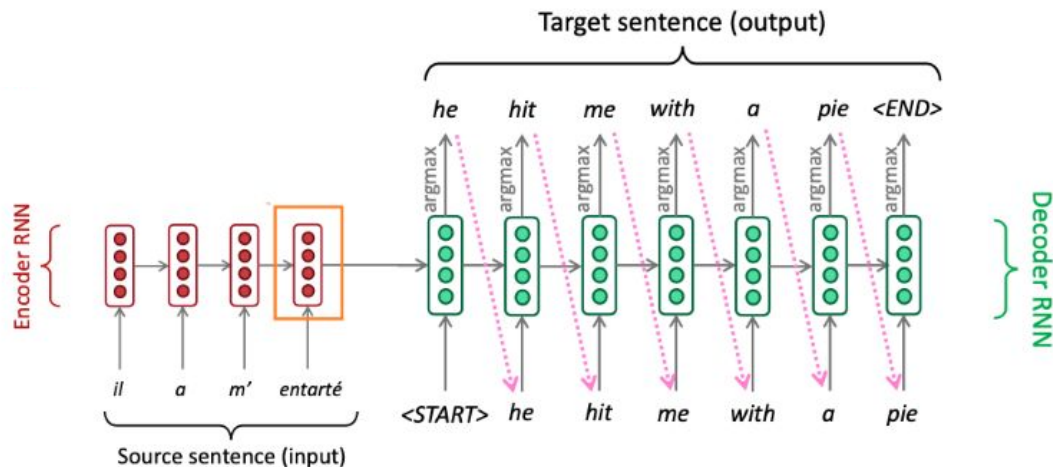 Target sentence (output)
he hit me with a pie <END>
argmax argmax argmax argmax argmax argmax argmax
Encoder RNN
Decoder RNN
il a m' entarté
<START> he hit me with a pie
Source sentence (input)